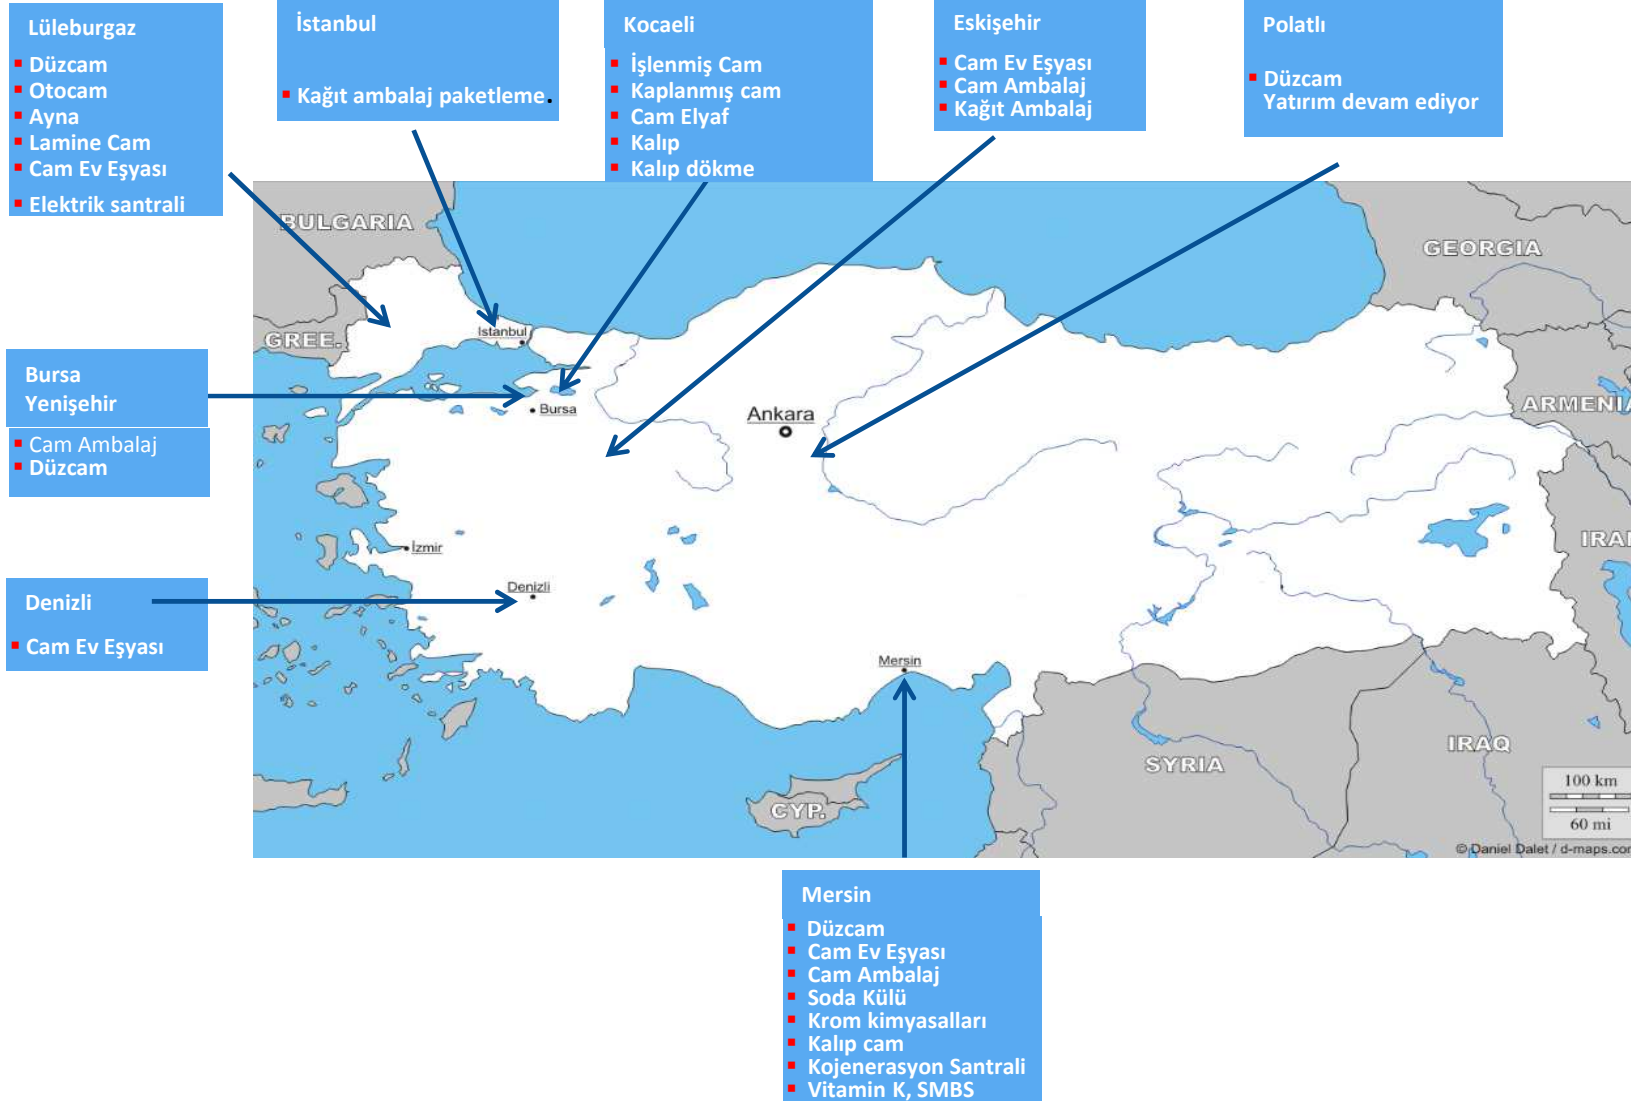 Lüleburgaz
Düzcam
Otocam
Ayna
Lamine Cam
Cam Ev Eşyası
Elektrik santrali
İstanbul
Kağıt ambalaj paketleme.
Kocaeli
İşlenmiş Cam
Kaplanmış cam
Cam Elyaf
Kalıp
Kalıp dökme
Eskişehir
Cam Ev Eşyası
Cam Ambalaj
Kağıt Ambalaj
Polatlı
Düzcam
Yatırım devam ediyor
BULGARIA
GEORGIA
GREE.
Istanbul
Bursa
Yenişehir
Cam Ambalaj
Düzcam
Bursa
Ankara
ARMENIA
İzmir
IRAN
Denizli
Cam Ev Eşyası
Denizli
Mersin
SYRIA
IRAQ
CYP.
100 km
60 mi
© Daniel Dalet / d-maps.com
Mersin
Düzcam
Cam Ev Eşyası
Cam Ambalaj
Soda Külü
Krom kimyasalları
Kalıp cam
Kojenerasyon Santrali
Vitamin K, SMBS